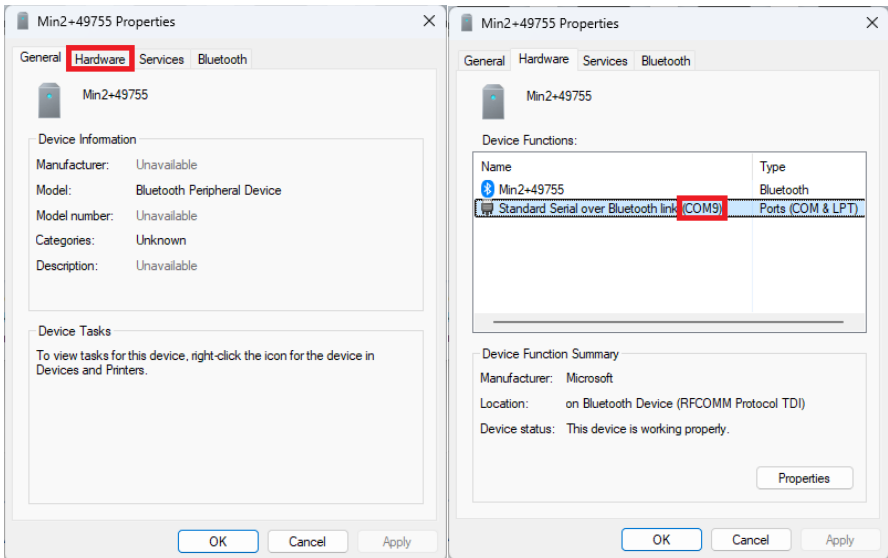 Min2+49755 Properties
General Hardware Services Bluetooth
Min2+49755
Device Information
Manufacturer: Unavailable
Model: Bluetooth Peripheral Device
Model number: Unavailable
Categories: Unknown
Description: Unavailable
Device Tasks
To view tasks for this device, right-click the icon for the device in
Devices and Printers.
OK Cancel Apply
Min2+49755 Properties
General Hardware Services Bluetooth
Min2+49755
Device Functions:
Name Type
Min2+49755 Bluetooth
Standard Serial over Bluetooth link (COM9) Ports (COM & LPT)
Device Function Summary
Manufacturer: Microsoft
Location: on Bluetooth Device (RFCOMM Protocol TDI)
Device status: This device is working properly.
Properties
OK Cancel Apply